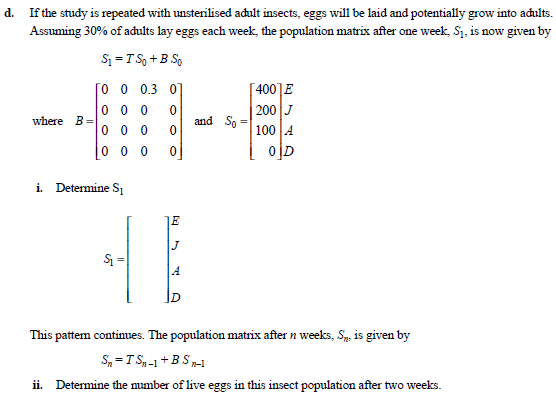 d. If the study is repeated with unsterilised adult insects, eggs will be laid and potentially grow into adults.
Assuming 30% of adults lay eggs each week, the population matrix after one week, S₁, is now given by
S₁ = T S₀ + B S₀
where B = [0 0 0.3 0; 0 0 0 0; 0 0 0 0; 0 0 0 0] and S₀ = [400; 200; 100; 0] E J A D
i. Determine S₁
S₁ = [ ] E J A D
This pattern continues. The population matrix after n weeks, Sₙ, is given by
Sₙ = T Sₙ₋₁ + B Sₙ₋₁
ii. Determine the number of live eggs in this insect population after two weeks.